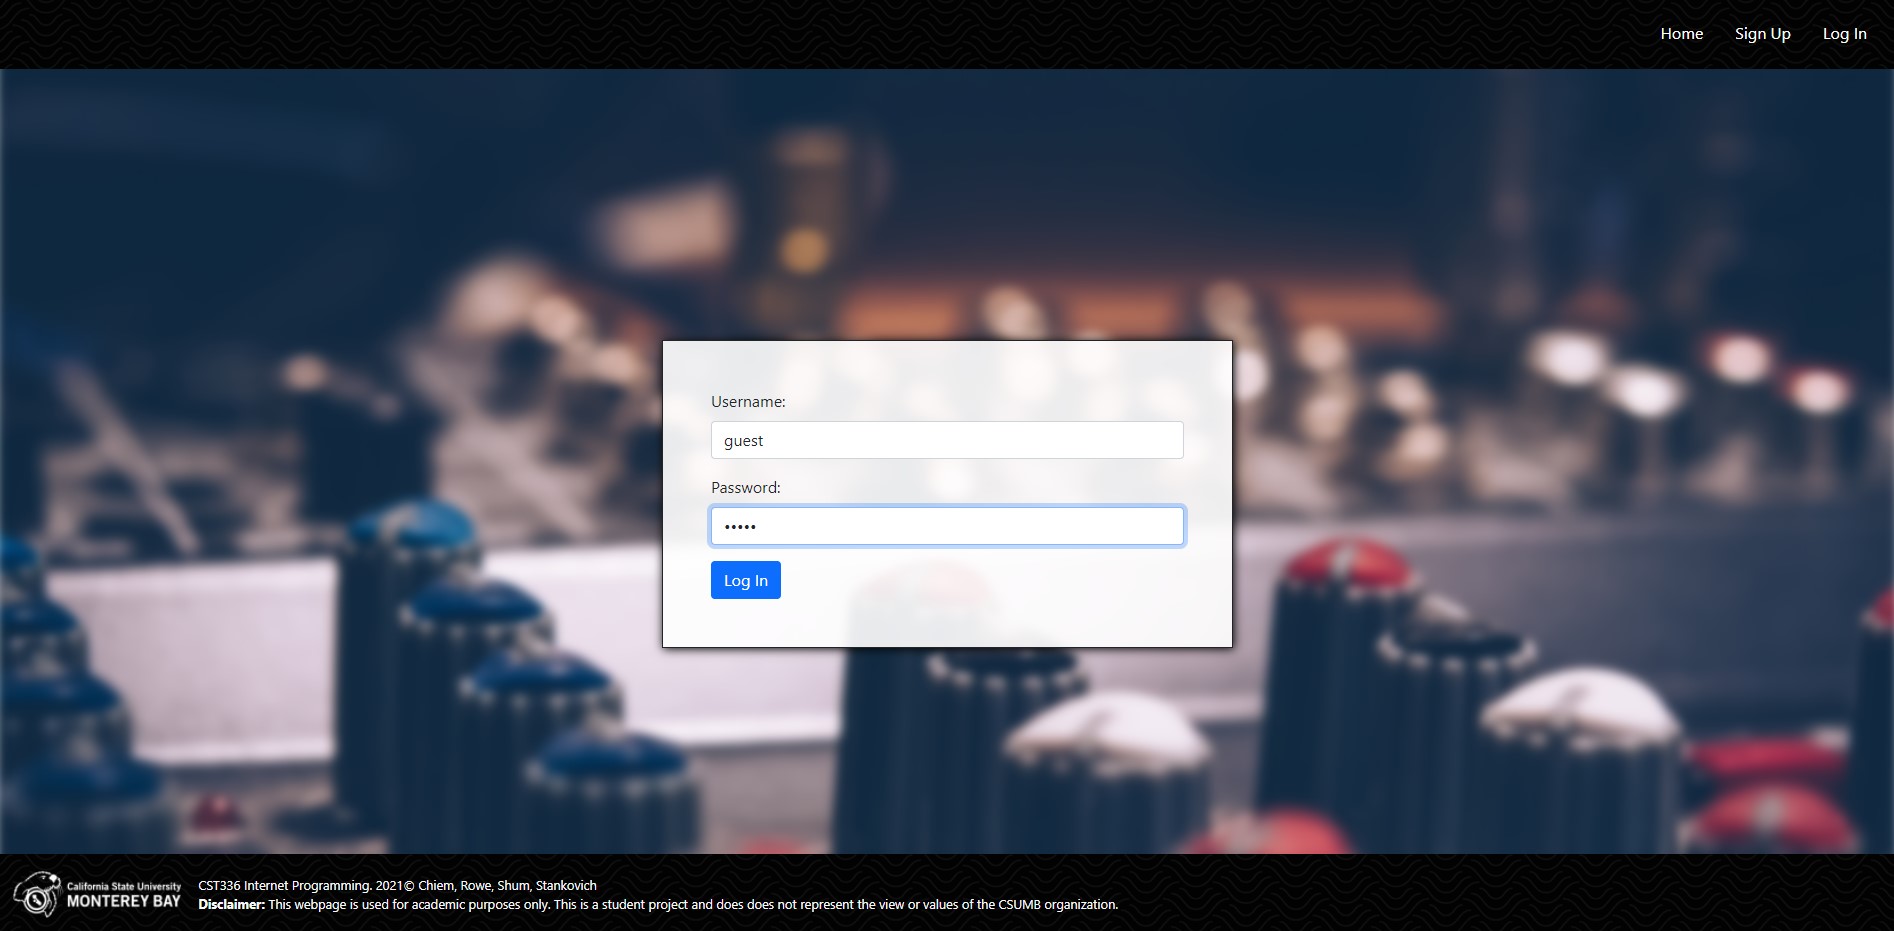 Home Sign Up Log In
Username:
guest
Password:
•••••
Log In
California State University
MONTEREY BAY
CST336 Internet Programming. 2021© Chiem, Rowe, Shum, Stankovich
Disclaimer: This webpage is used for academic purposes only. This is a student project and does does not represent the view or values of the CSUMB organization.